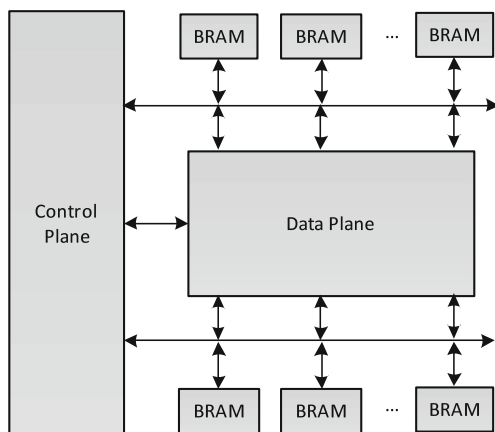 BRAM BRAM ... BRAM
Control
Plane
Data Plane
BRAM BRAM ... BRAM